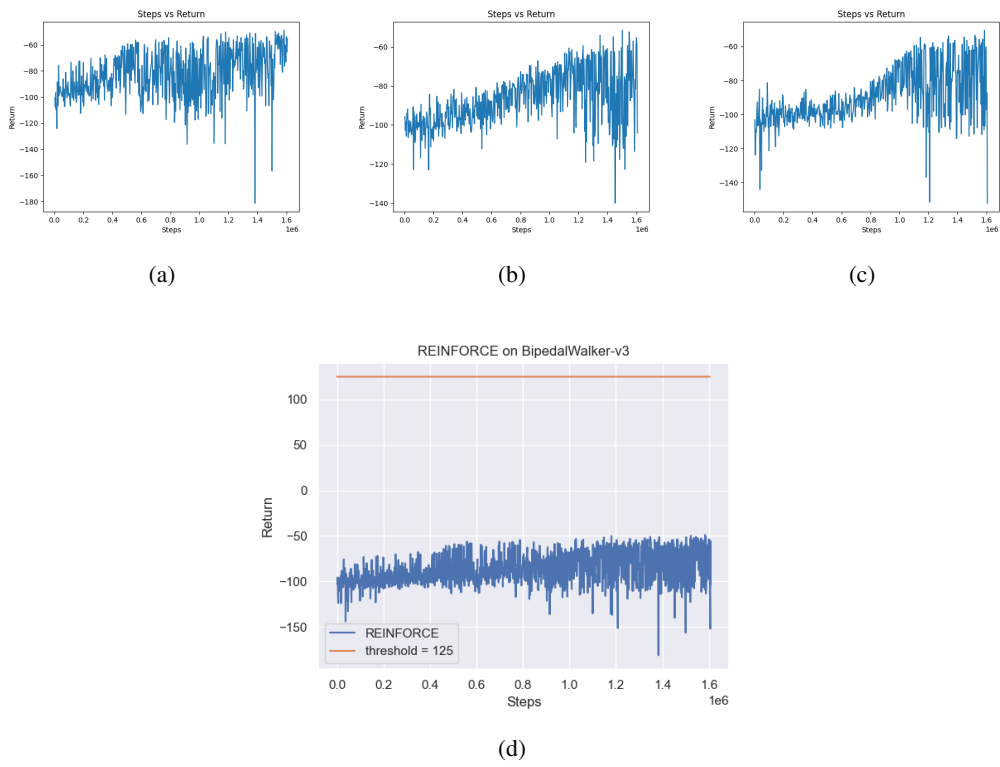 Steps vs Return
Return
−60
−80
−100
−120
−140
−160
−180
0.0 0.2 0.4 0.6 0.8 1.0 1.2 1.4 1.6
1e6
Steps
(a)
Steps vs Return
Return
−60
−80
−100
−120
−140
0.0 0.2 0.4 0.6 0.8 1.0 1.2 1.4 1.6
1e6
Steps
(b)
Steps vs Return
Return
−60
−80
−100
−120
−140
0.0 0.2 0.4 0.6 0.8 1.0 1.2 1.4 1.6
1e6
Steps
(c)
REINFORCE on BipedalWalker-v3
Return
100
50
0
−50
−100
−150
REINFORCE
threshold = 125
0.0 0.2 0.4 0.6 0.8 1.0 1.2 1.4 1.6
1e6
Steps
(d)